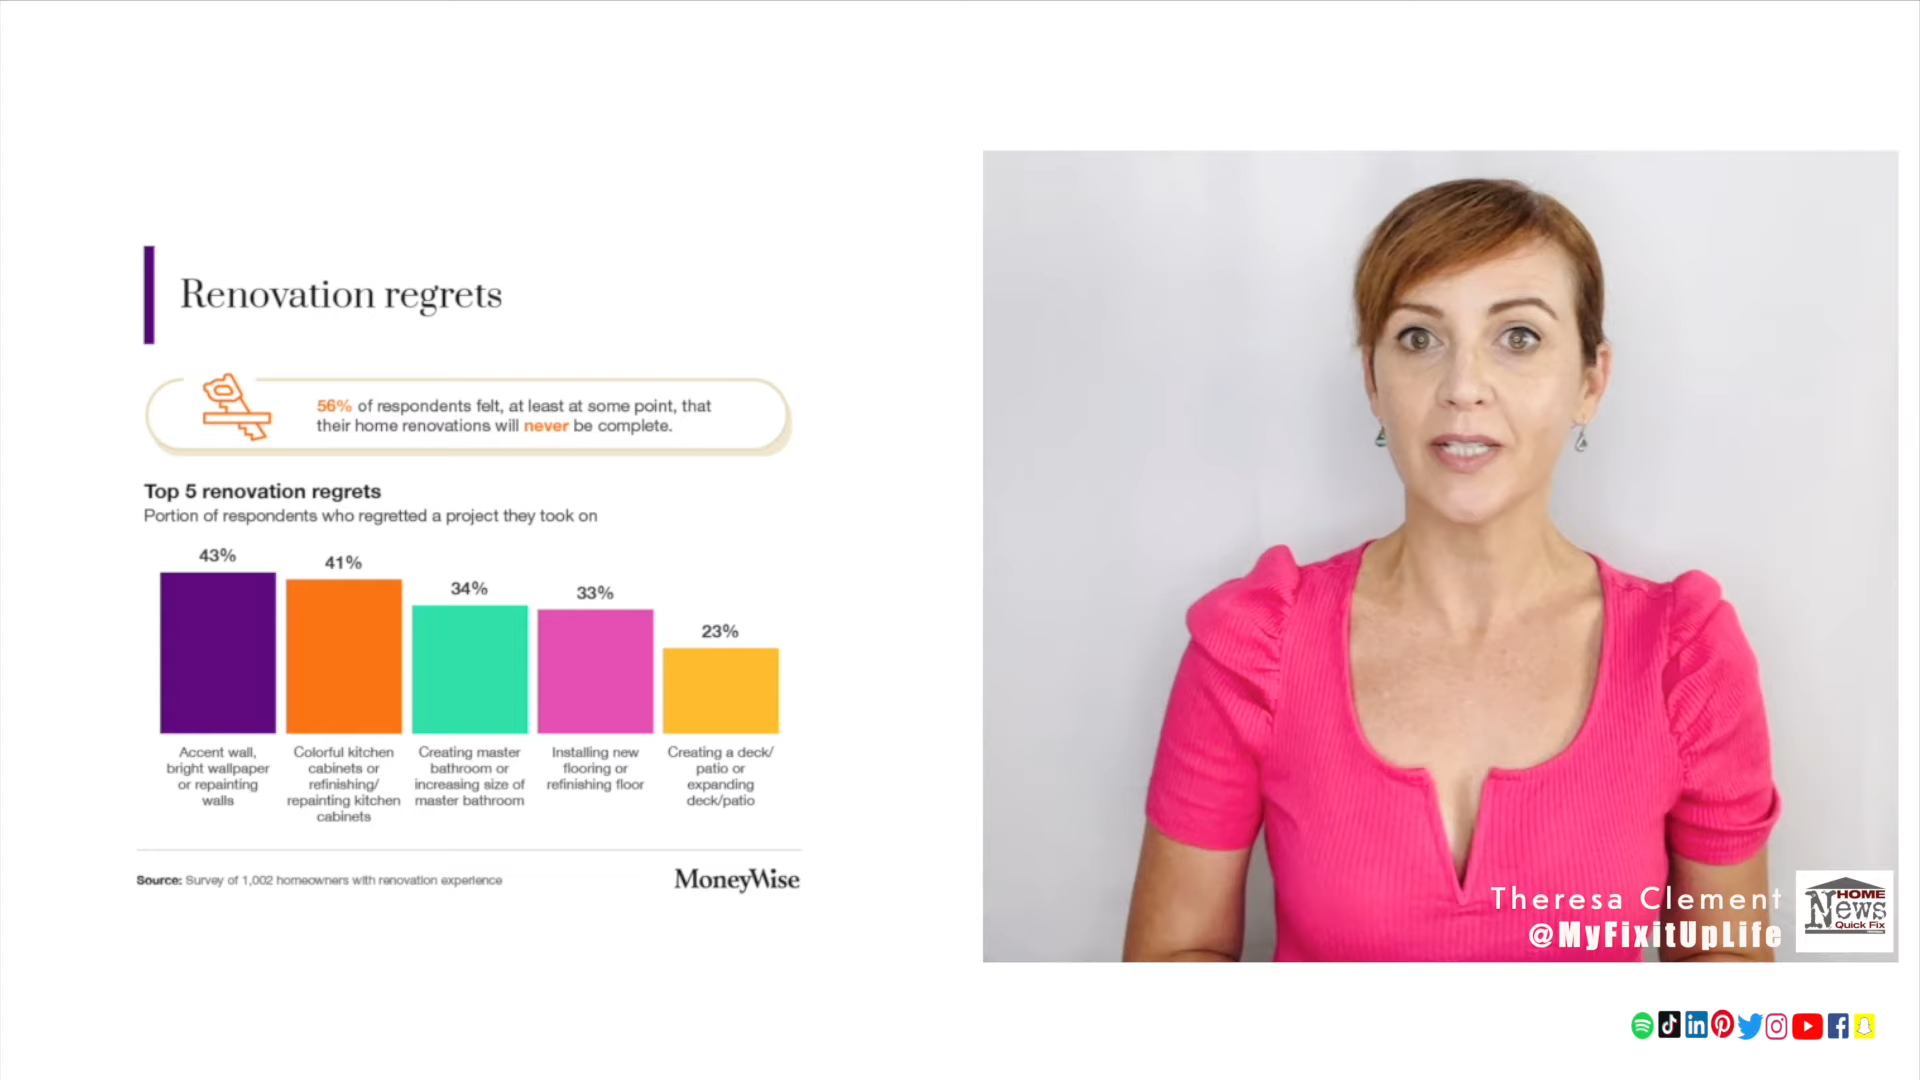 Renovation regrets
56% of respondents felt, at least at some point, that
their home renovations will never be complete.
Top 5 renovation regrets
Portion of respondents who regretted a project they took on
43%
41%
34%
33%
23%
Accent wall,
bright wallpaper
or repainting
walls
Colorful kitchen
cabinets or
refinishing/
repainting kitchen
cabinets
Creating master
bathroom or
increasing size of
master bathroom
Installing new
flooring or
refinishing floor
Creating a deck/
patio or
expanding
deck/patio
Source: Survey of 1,002 homeowners with renovation experience
MoneyWise
Theresa Clement
@MyFixitUpLife
HOME
News
Quick Fix